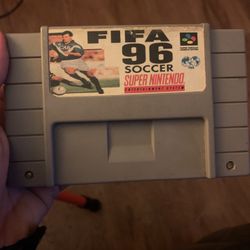 FIFA
96
SOCCER
SUPER NINTENDO
ENTERTAINMENT SYSTEM